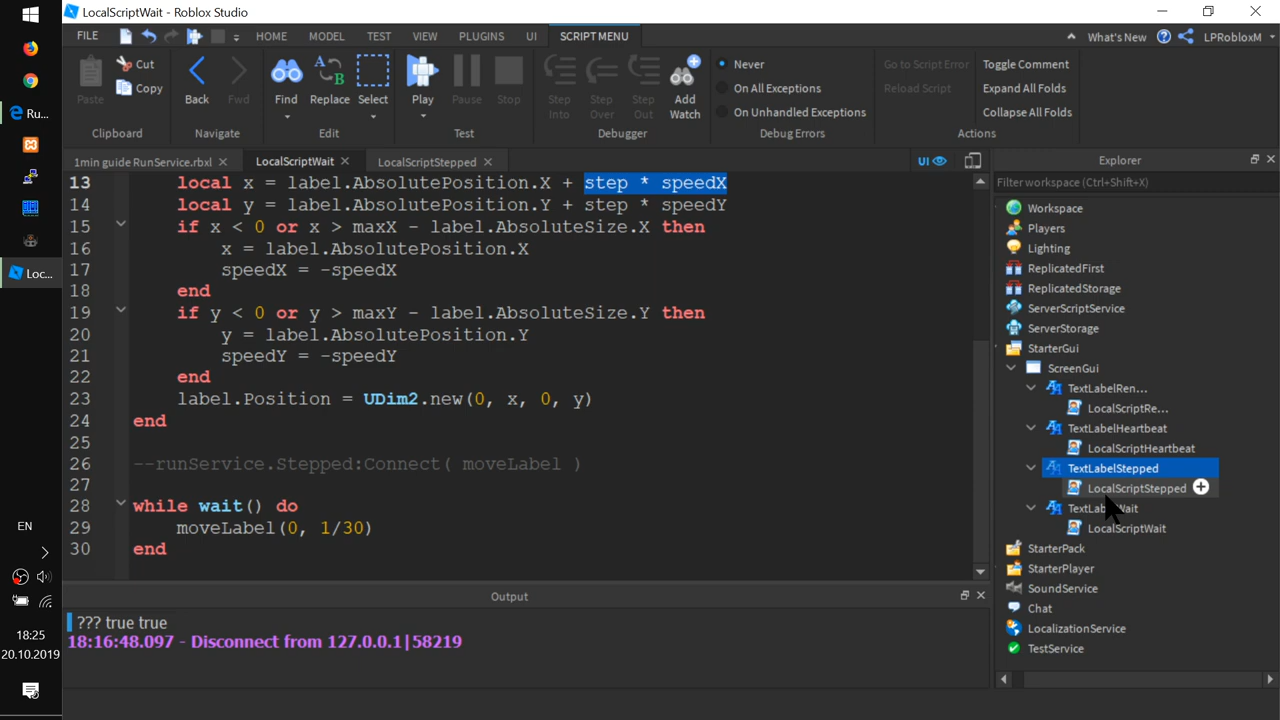 LocalScriptWait - Roblox Studio
FILE HOME MODEL TEST VIEW PLUGINS UI SCRIPT MENU What's New LPRobloxM
Paste Cut Copy Back Fwd Find Replace Select Play Pause Stop Step Into Step Over Step Out Add Watch
Never
On All Exceptions
On Unhandled Exceptions
Go to Script Error
Reload Script
Toggle Comment
Expand All Folds
Collapse All Folds
Clipboard Navigate Edit Test Debugger Debug Errors Actions
1min guide RunService.rbxl LocalScriptWait LocalScriptStepped UI
13 local x = label.AbsolutePosition.X + step * speedX
14 local y = label.AbsolutePosition.Y + step * speedY
15 if x < 0 or x > maxX - label.AbsoluteSize.X then
16 x = label.AbsolutePosition.X
17 speedX = -speedX
18 end
19 if y < 0 or y > maxY - label.AbsoluteSize.Y then
20 y = label.AbsolutePosition.Y
21 speedY = -speedY
22 end
23 label.Position = UDim2.new(0, x, 0, y)
24 end
25
26 --runService.Stepped:Connect( moveLabel )
27
28 while wait() do
29 moveLabel(0, 1/30)
30 end
Output
??? true true
18:16:48.097 - Disconnect from 127.0.0.1|58219
Explorer
Filter workspace (Ctrl+Shift+X)
Workspace
Players
Lighting
ReplicatedFirst
ReplicatedStorage
ServerScriptService
ServerStorage
StarterGui
ScreenGui
TextLabelRen...
LocalScriptRe...
TextLabelHeartbeat
LocalScriptHeartbeat
TextLabelStepped
LocalScriptStepped
LocalScriptWait
StarterPack
StarterPlayer
SoundService
Chat
LocalizationService
TestService
Ru...
Loc...
EN
18:25
20.10.2019